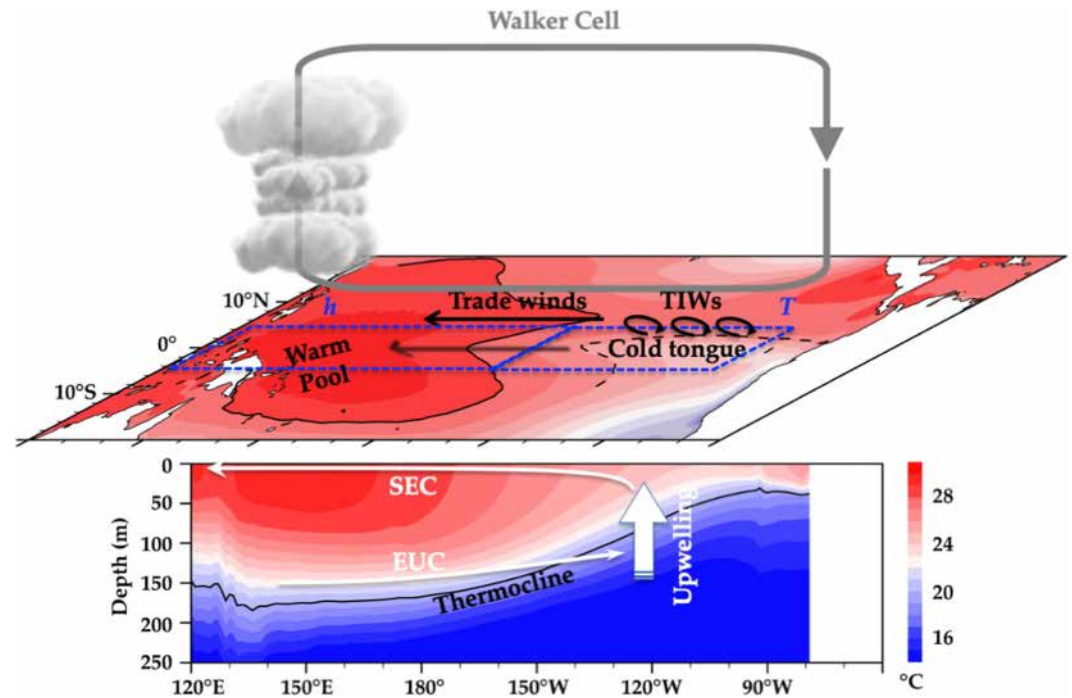 Walker Cell
10°N
h
Trade winds
TIWs
T
0°
Warm
Pool
Cold tongue
10°S
0
50
100
150
200
250
Depth (m)
SEC
EUC
Thermocline
Upwelling
28
24
20
16
°C
120°E
150°E
180°
150°W
120°W
90°W